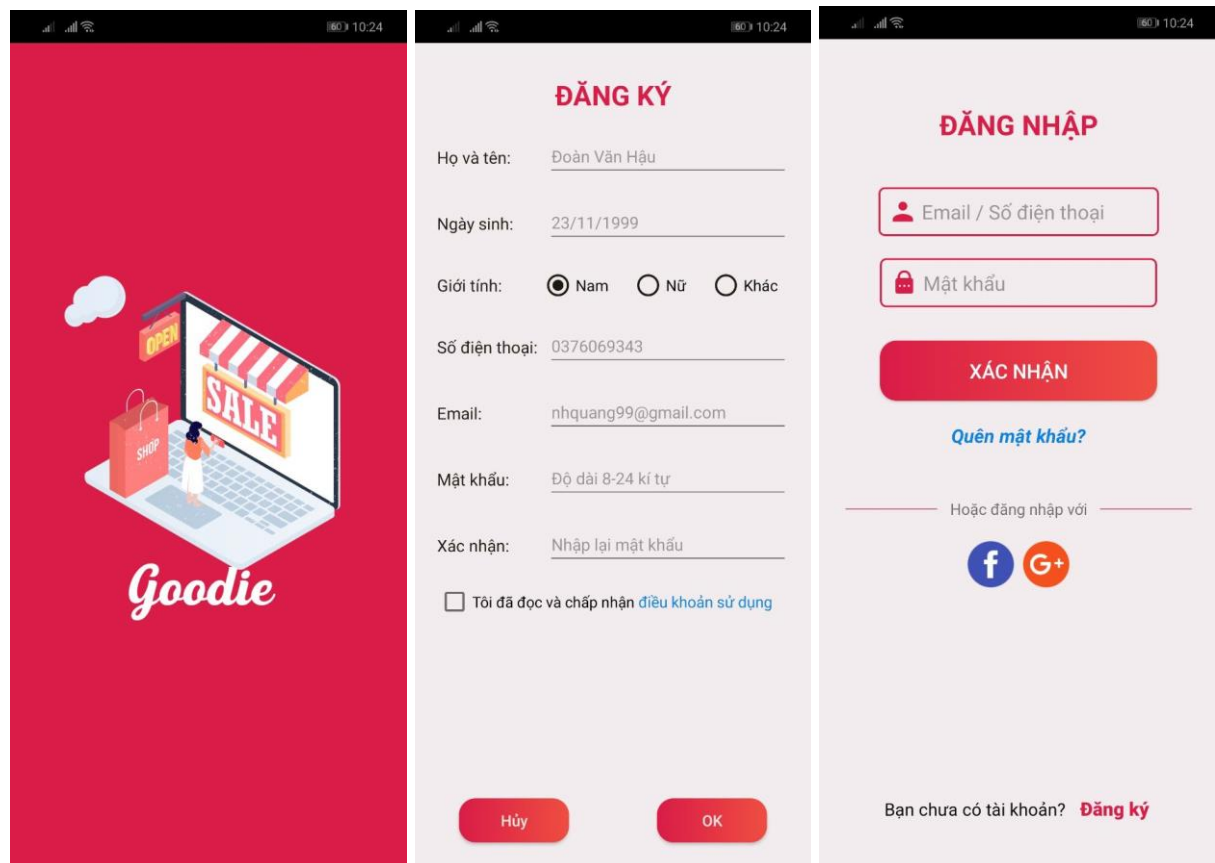 60 10:24
OPEN
SALE
SHOP
Goodie
60 10:24
ĐĂNG KÝ
Họ và tên: Đoàn Văn Hậu
Ngày sinh: 23/11/1999
Giới tính: Nam Nữ Khác
Số điện thoại: 0376069343
Email: nhquang99@gmail.com
Mật khẩu: Độ dài 8-24 kí tự
Xác nhận: Nhập lại mật khẩu
Tôi đã đọc và chấp nhận điều khoản sử dụng
Hủy OK
60 10:24
ĐĂNG NHẬP
Email / Số điện thoại
Mật khẩu
XÁC NHẬN
Quên mật khẩu?
Hoặc đăng nhập với
f G+
Bạn chưa có tài khoản? Đăng ký